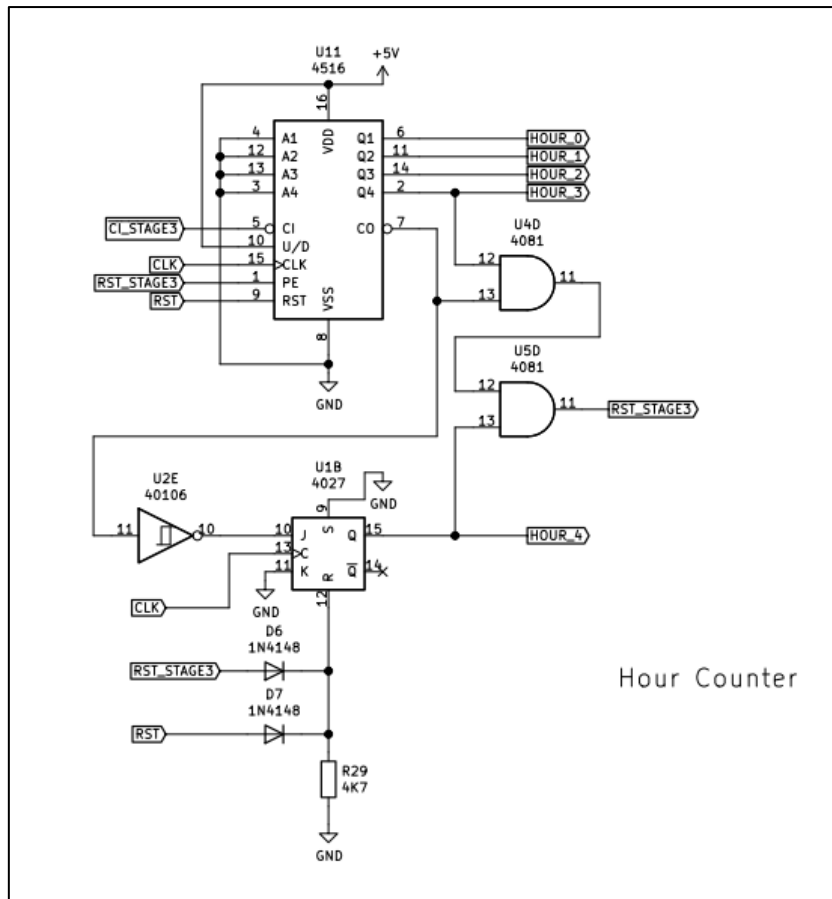 U11
4516
+5V
16
VDD
4
A1
Q1
6
HOUR_0
12
A2
Q2
11
HOUR_1
13
A3
Q3
14
HOUR_2
3
A4
Q4
2
HOUR_3
CI_STAGE3
5
CI
CO
7
10
U/D
CLK
15
CLK
RST_STAGE3
1
PE
RST
9
RST
VSS
8
GND
U4D
4081
12
13
11
U5D
4081
12
13
11
RST_STAGE3
U2E
40106
11
10
U1B
4027
9
S
GND
10
J
Q
15
HOUR_4
13
C
11
K
Q
14
R
12
GND
CLK
D6
1N4148
RST_STAGE3
D7
1N4148
RST
R29
4K7
GND
Hour Counter